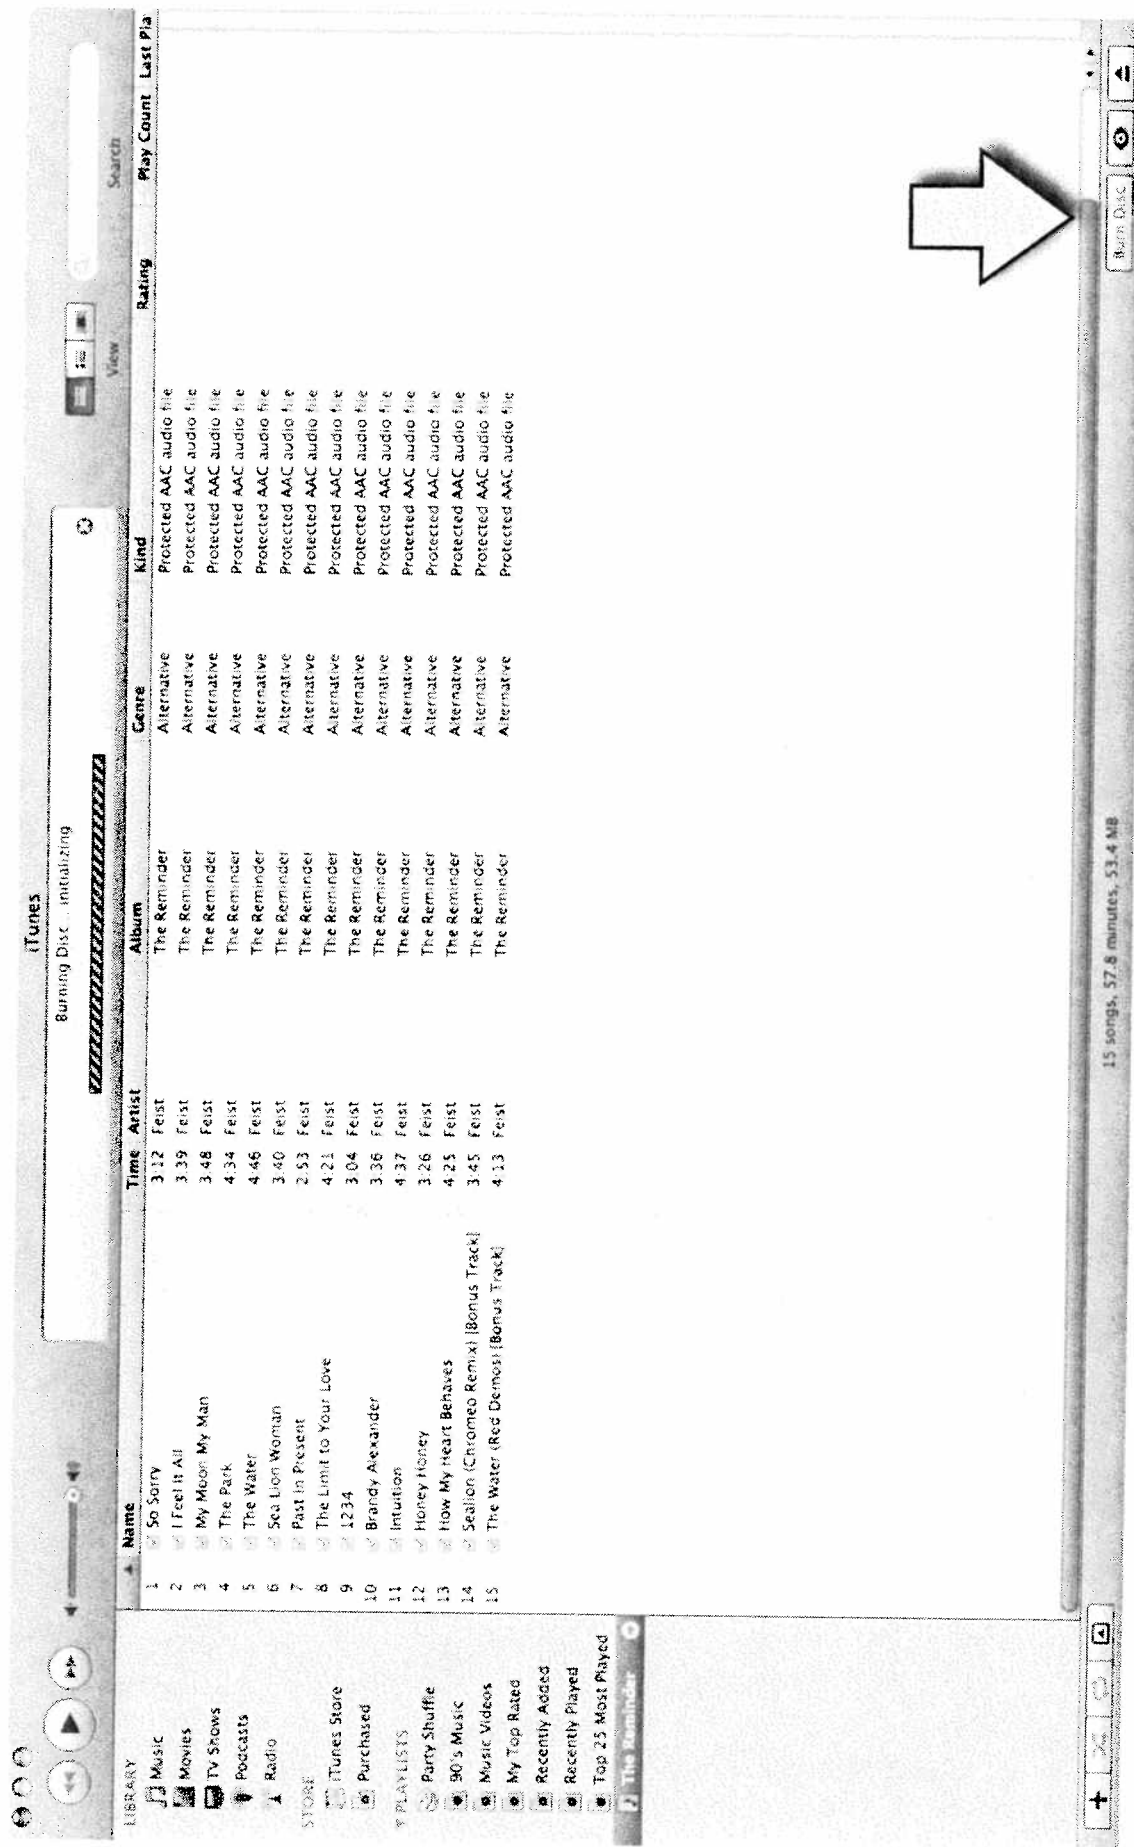 iTunes
Burning Disc... Initializing
View
Search
LIBRARY
Music
Movies
TV Shows
Podcasts
Radio
STORE
iTunes Store
Purchased
PLAYLISTS
Party Shuffle
90's Music
Music Videos
My Top Rated
Recently Added
Recently Played
Top 25 Most Played
The Reminder
Name Time Artist Album Genre Kind Rating Play Count Last Pla
1 So Sorry 3:12 Feist The Reminder Alternative Protected AAC audio file
2 I Feel It All 3:39 Feist The Reminder Alternative Protected AAC audio file
3 My Moon My Man 3:48 Feist The Reminder Alternative Protected AAC audio file
4 The Park 4:34 Feist The Reminder Alternative Protected AAC audio file
5 The Water 4:46 Feist The Reminder Alternative Protected AAC audio file
6 Sea Lion Woman 3:40 Feist The Reminder Alternative Protected AAC audio file
7 Past In Present 2:53 Feist The Reminder Alternative Protected AAC audio file
8 The Limit to Your Love 4:21 Feist The Reminder Alternative Protected AAC audio file
9 1234 3:04 Feist The Reminder Alternative Protected AAC audio file
10 Brandy Alexander 3:36 Feist The Reminder Alternative Protected AAC audio file
11 Intuition 4:37 Feist The Reminder Alternative Protected AAC audio file
12 Honey Honey 3:26 Feist The Reminder Alternative Protected AAC audio file
13 How My Heart Behaves 4:25 Feist The Reminder Alternative Protected AAC audio file
14 Sealion (Chromeo Remix) [Bonus Track] 3:45 Feist The Reminder Alternative Protected AAC audio file
15 The Water (Red Demos) [Bonus Track] 4:13 Feist The Reminder Alternative Protected AAC audio file
15 songs, 57.8 minutes, 53.4 MB
Burn Disc